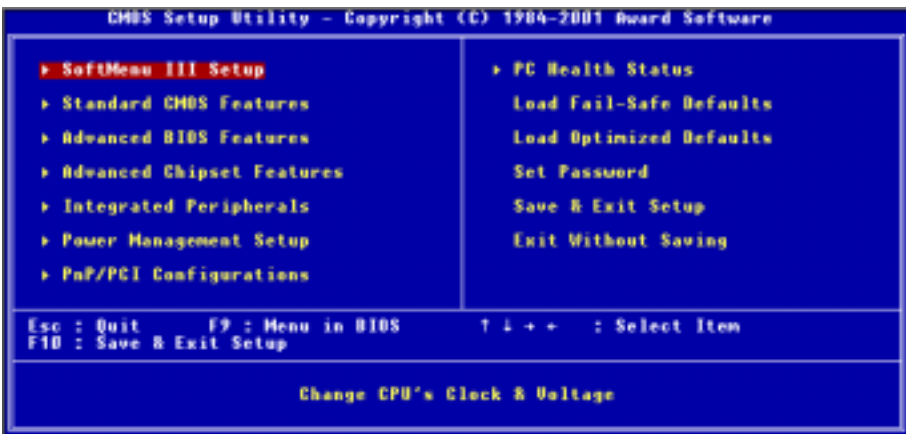 CMOS Setup Utility - Copyright (C) 1984-2001 Award Software
▸ SoftMenu III Setup
▸ Standard CMOS Features
▸ Advanced BIOS Features
▸ Advanced Chipset Features
▸ Integrated Peripherals
▸ Power Management Setup
▸ PnP/PCI Configurations
▸ PC Health Status
Load Fail-Safe Defaults
Load Optimized Defaults
Set Password
Save & Exit Setup
Exit Without Saving
Esc : Quit F9 : Menu in BIOS ↑ ↓ → ← : Select Item
F10 : Save & Exit Setup
Change CPU's Clock & Voltage